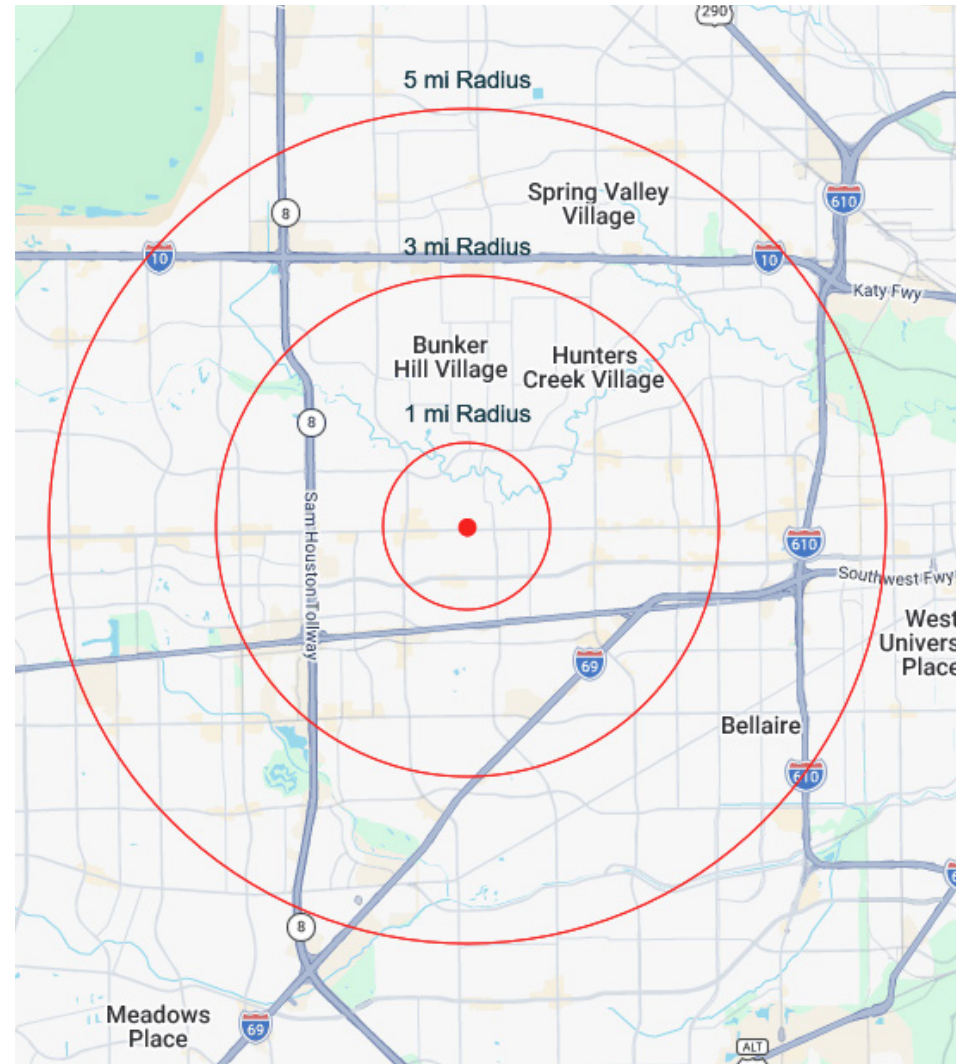 290
5 mi Radius
Spring Valley
Village
610
8
3 mi Radius
10
10
Katy Fwy
Bunker
Hill Village
Hunters
Creek Village
1 mi Radius
8
Sam Houston Tollway
610
Southwest Fwy
West
Univers
Place
69
Bellaire
610
8
Meadows
Place
69
ALT